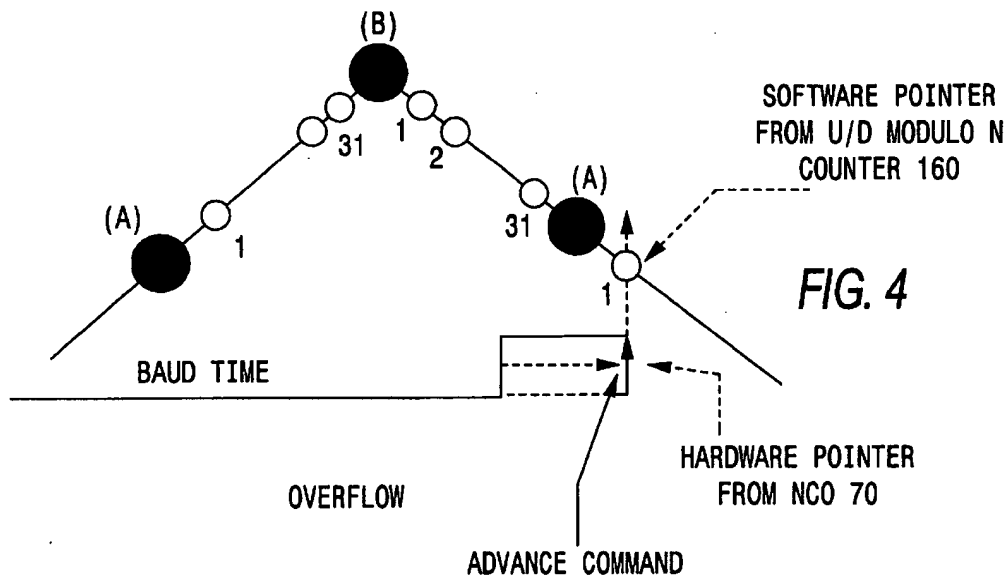 (B)
31
1
2
SOFTWARE POINTER
FROM U/D MODULO N
COUNTER 160
(A)
1
(A)
31
1
FIG. 4
BAUD TIME
HARDWARE POINTER
FROM NCO 70
OVERFLOW
ADVANCE COMMAND